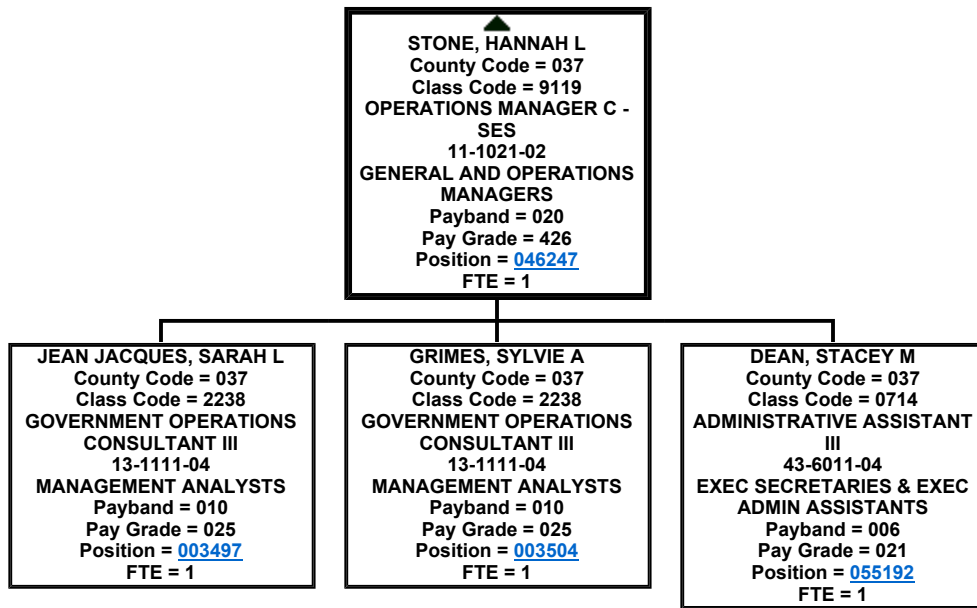 STONE, HANNAH L
County Code = 037
Class Code = 9119
OPERATIONS MANAGER C -
SES
11-1021-02
GENERAL AND OPERATIONS
MANAGERS
Payband = 020
Pay Grade = 426
Position = 046247
FTE = 1
JEAN JACQUES, SARAH L
County Code = 037
Class Code = 2238
GOVERNMENT OPERATIONS
CONSULTANT III
13-1111-04
MANAGEMENT ANALYSTS
Payband = 010
Pay Grade = 025
Position = 003497
FTE = 1
GRIMES, SYLVIE A
County Code = 037
Class Code = 2238
GOVERNMENT OPERATIONS
CONSULTANT III
13-1111-04
MANAGEMENT ANALYSTS
Payband = 010
Pay Grade = 025
Position = 003504
FTE = 1
DEAN, STACEY M
County Code = 037
Class Code = 0714
ADMINISTRATIVE ASSISTANT
III
43-6011-04
EXEC SECRETARIES & EXEC
ADMIN ASSISTANTS
Payband = 006
Pay Grade = 021
Position = 055192
FTE = 1